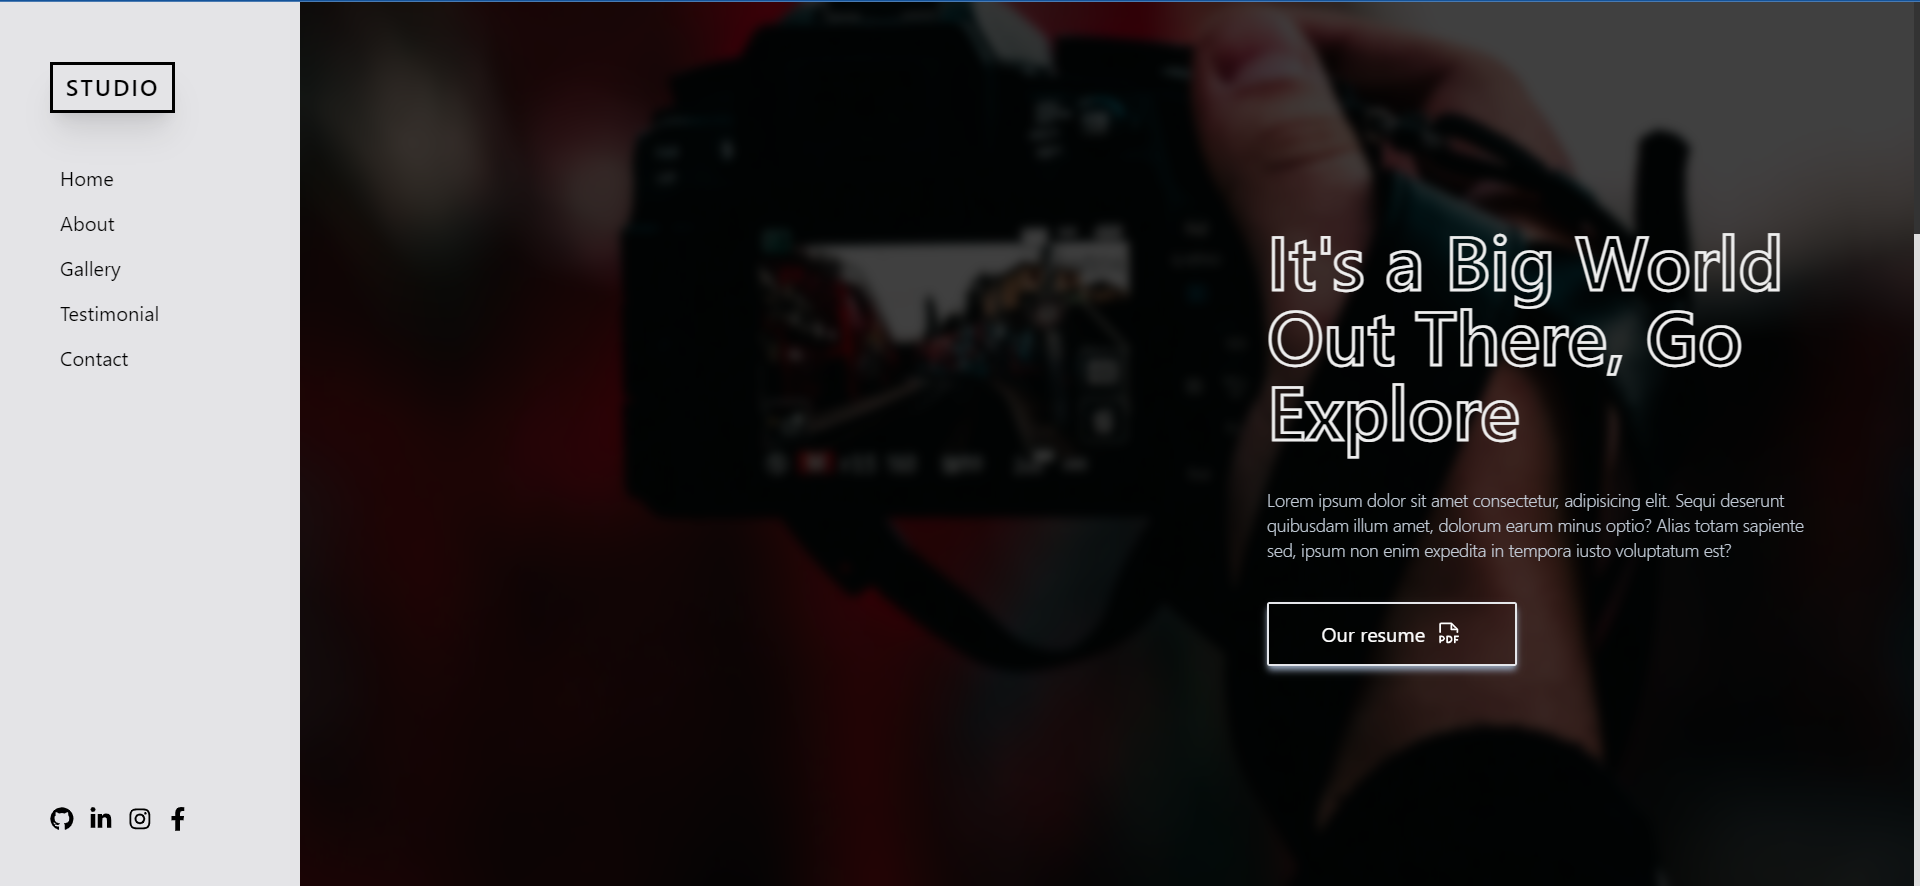 STUDIO
Home
About
Gallery
Testimonial
Contact
It's a Big World
Out There, Go
Explore
Lorem ipsum dolor sit amet consectetur, adipisicing elit. Sequi deserunt
quibusdam illum amet, dolorum earum minus optio? Alias totam sapiente
sed, ipsum non enim expedita in tempora iusto voluptatum est?
Our resume PDF